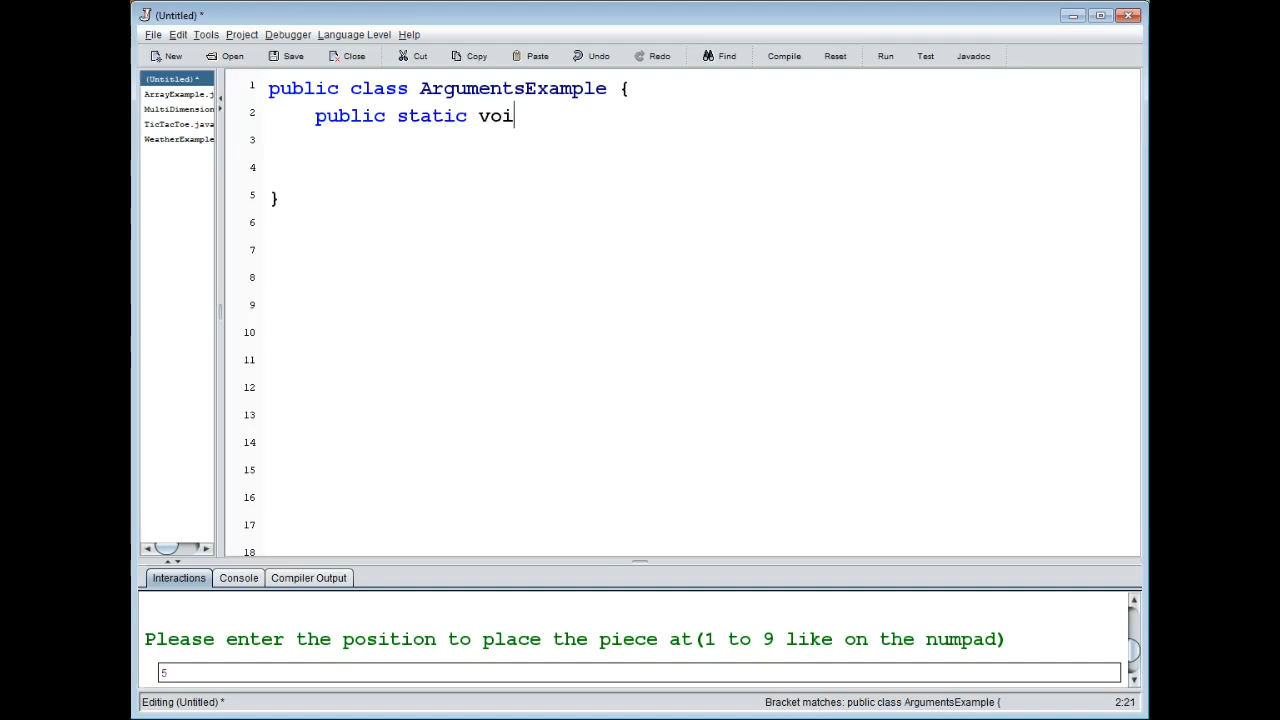 (Untitled) *
File Edit Tools Project Debugger Language Level Help
New Open Save Close Cut Copy Paste Undo Redo Find Compile Reset Run Test Javadoc
(Untitled) *
ArrayExample.j
MultiDimension
TicTacToe.java
WeatherExample
1 public class ArgumentsExample {
2 public static voi
3
4
5 }
6
7
8
9
10
11
12
13
14
15
16
17
18
Interactions Console Compiler Output
Please enter the position to place the piece at(1 to 9 like on the numpad)
5
Editing (Untitled) * Bracket matches: public class ArgumentsExample { 2:21